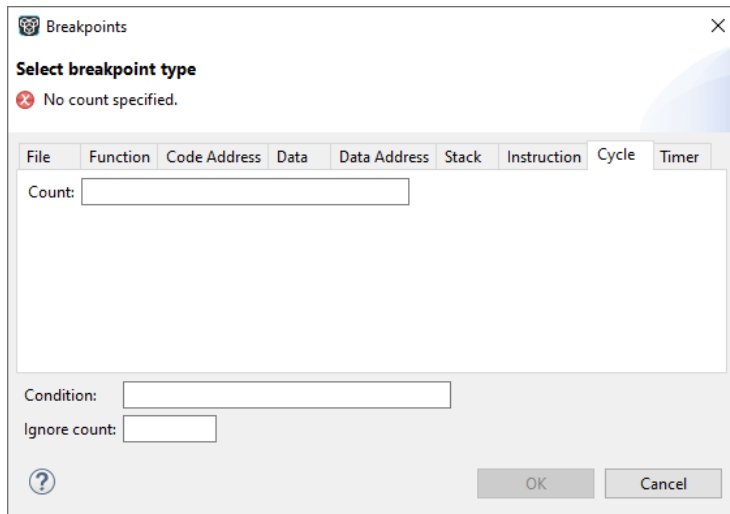 Breakpoints
Select breakpoint type
No count specified.
File Function Code Address Data Data Address Stack Instruction Cycle Timer
Count:
Condition:
Ignore count:
? OK Cancel